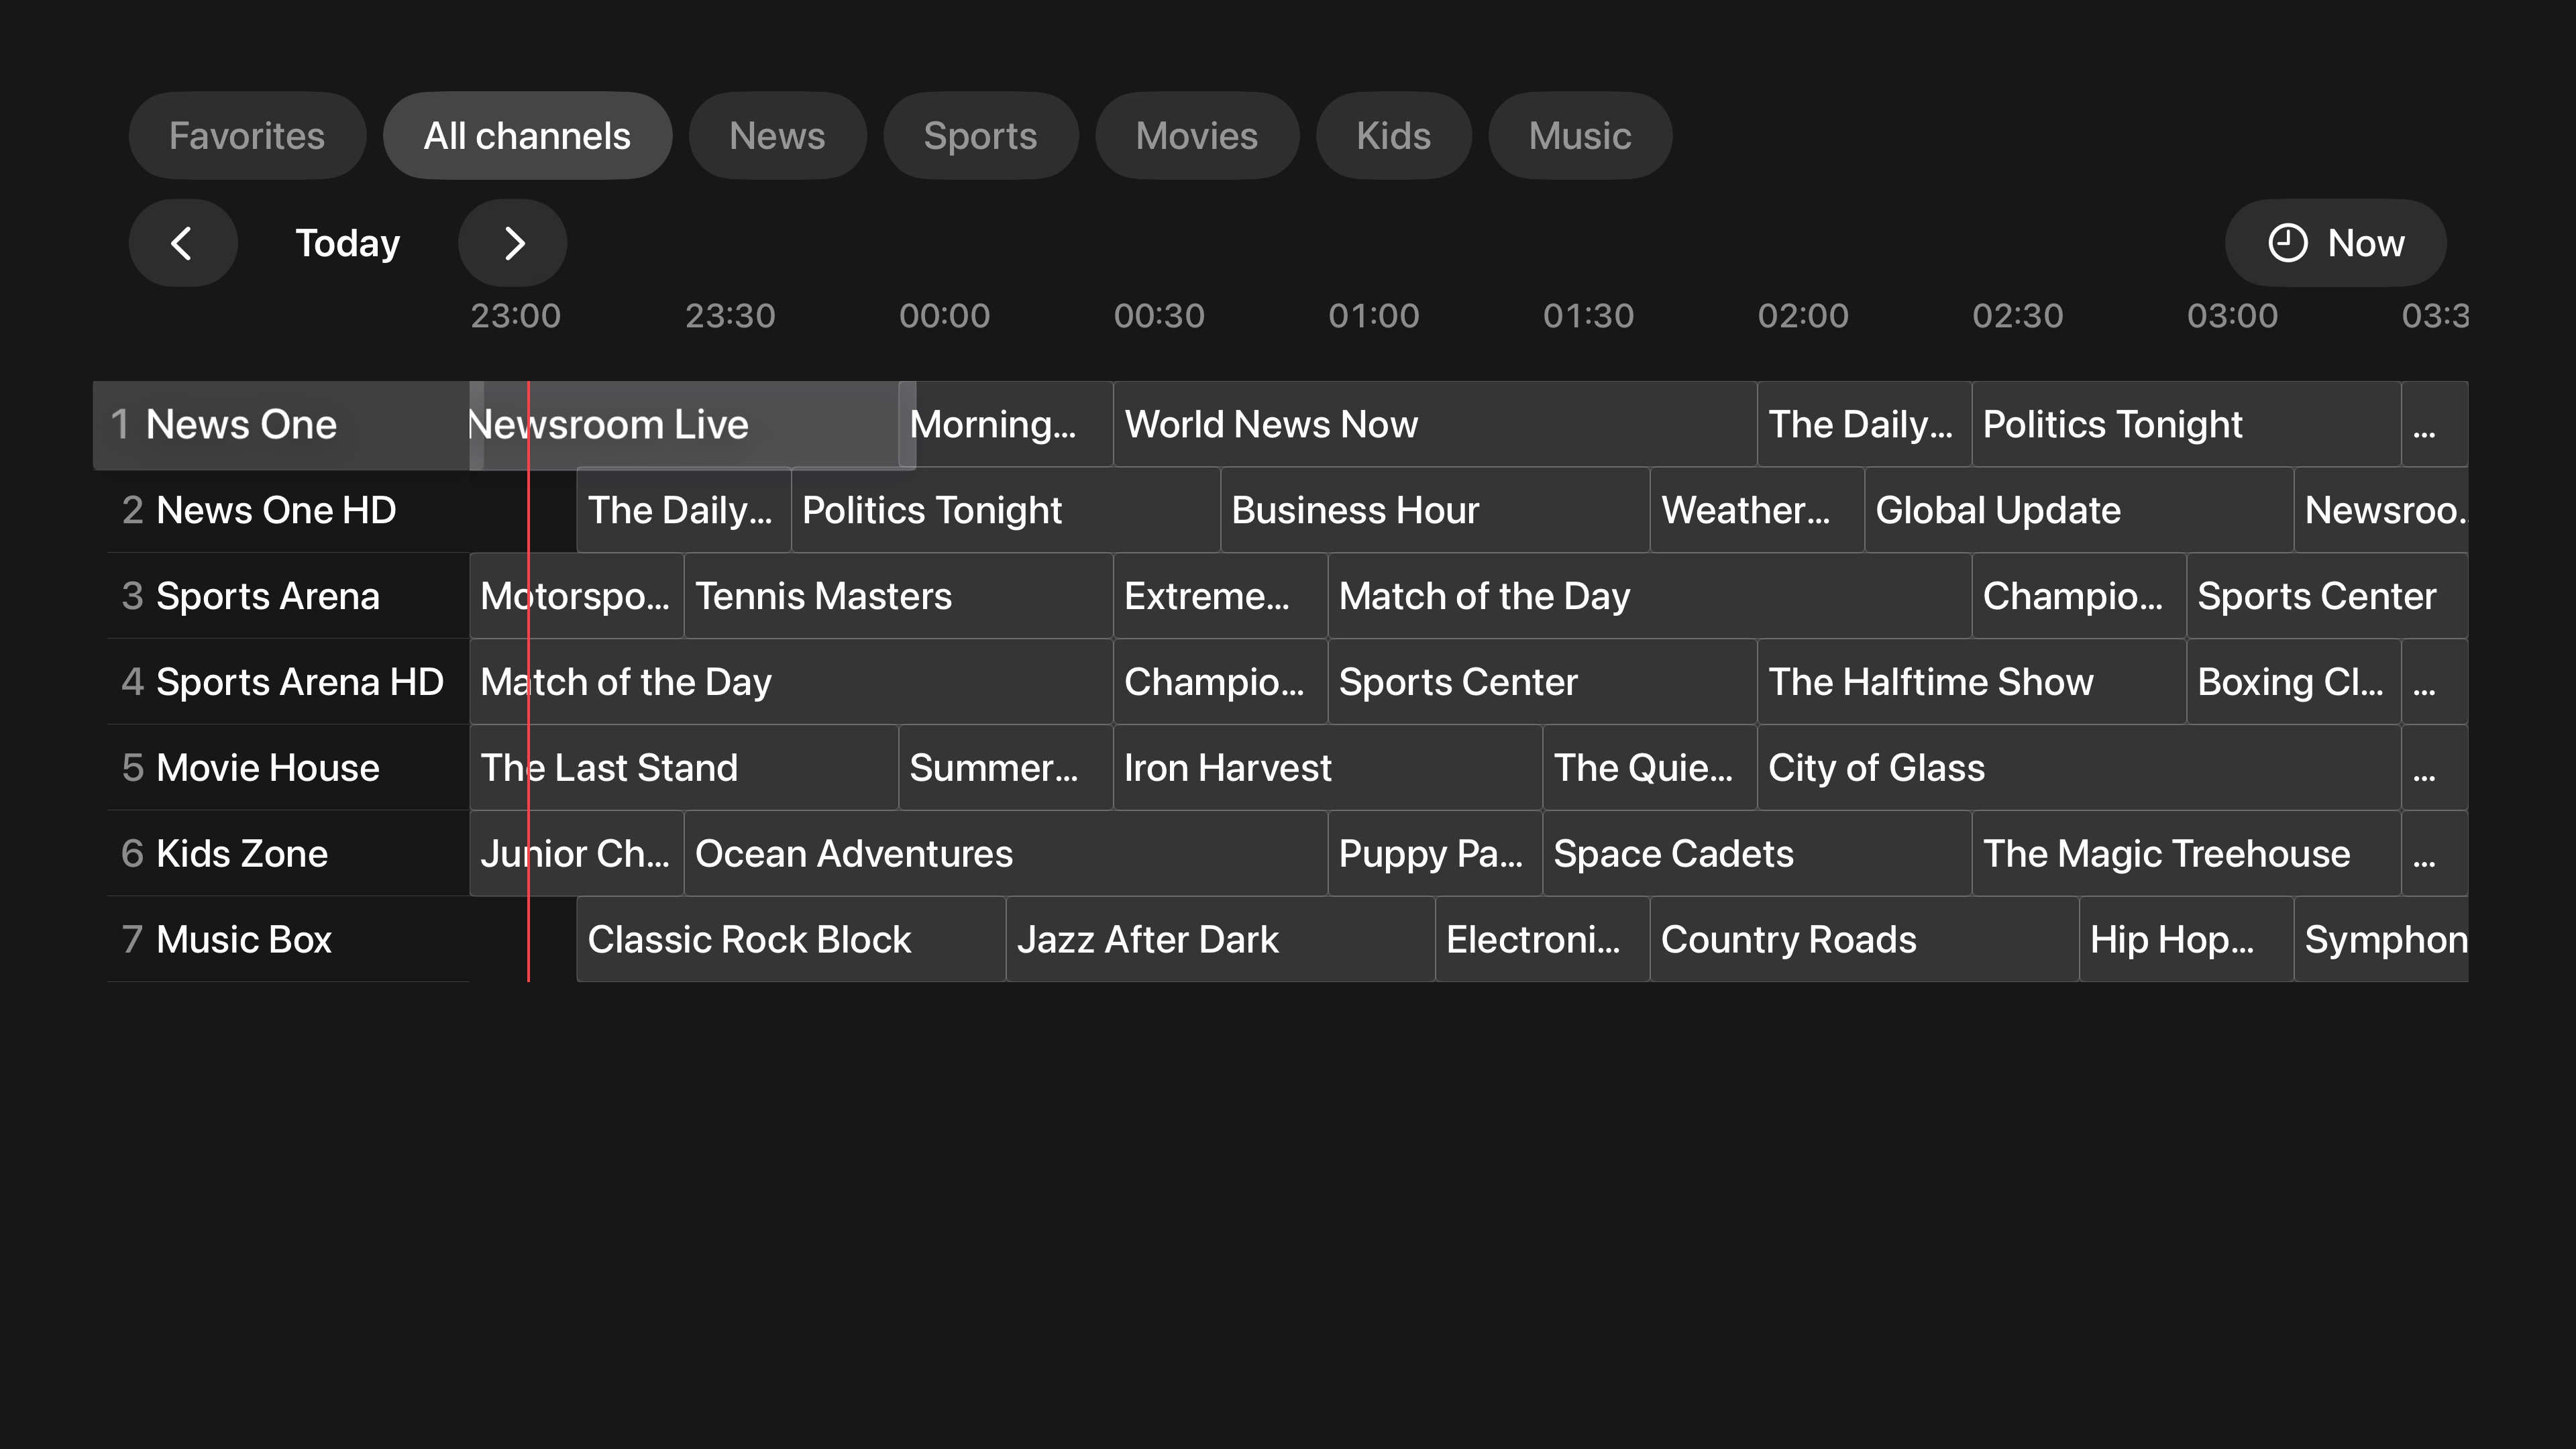 Favorites All channels News Sports Movies Kids Music
Today Now
23:00 23:30 00:00 00:30 01:00 01:30 02:00 02:30 03:00 03:3
1 News One Newsroom Live Morning... World News Now The Daily... Politics Tonight ...
2 News One HD The Daily... Politics Tonight Business Hour Weather... Global Update Newsroo..
3 Sports Arena Motorspo... Tennis Masters Extreme... Match of the Day Champio... Sports Center
4 Sports Arena HD Match of the Day Champio... Sports Center The Halftime Show Boxing Cl... ...
5 Movie House The Last Stand Summer... Iron Harvest The Quie... City of Glass ...
6 Kids Zone Junior Ch... Ocean Adventures Puppy Pa... Space Cadets The Magic Treehouse ...
7 Music Box Classic Rock Block Jazz After Dark Electroni... Country Roads Hip Hop... Symphon